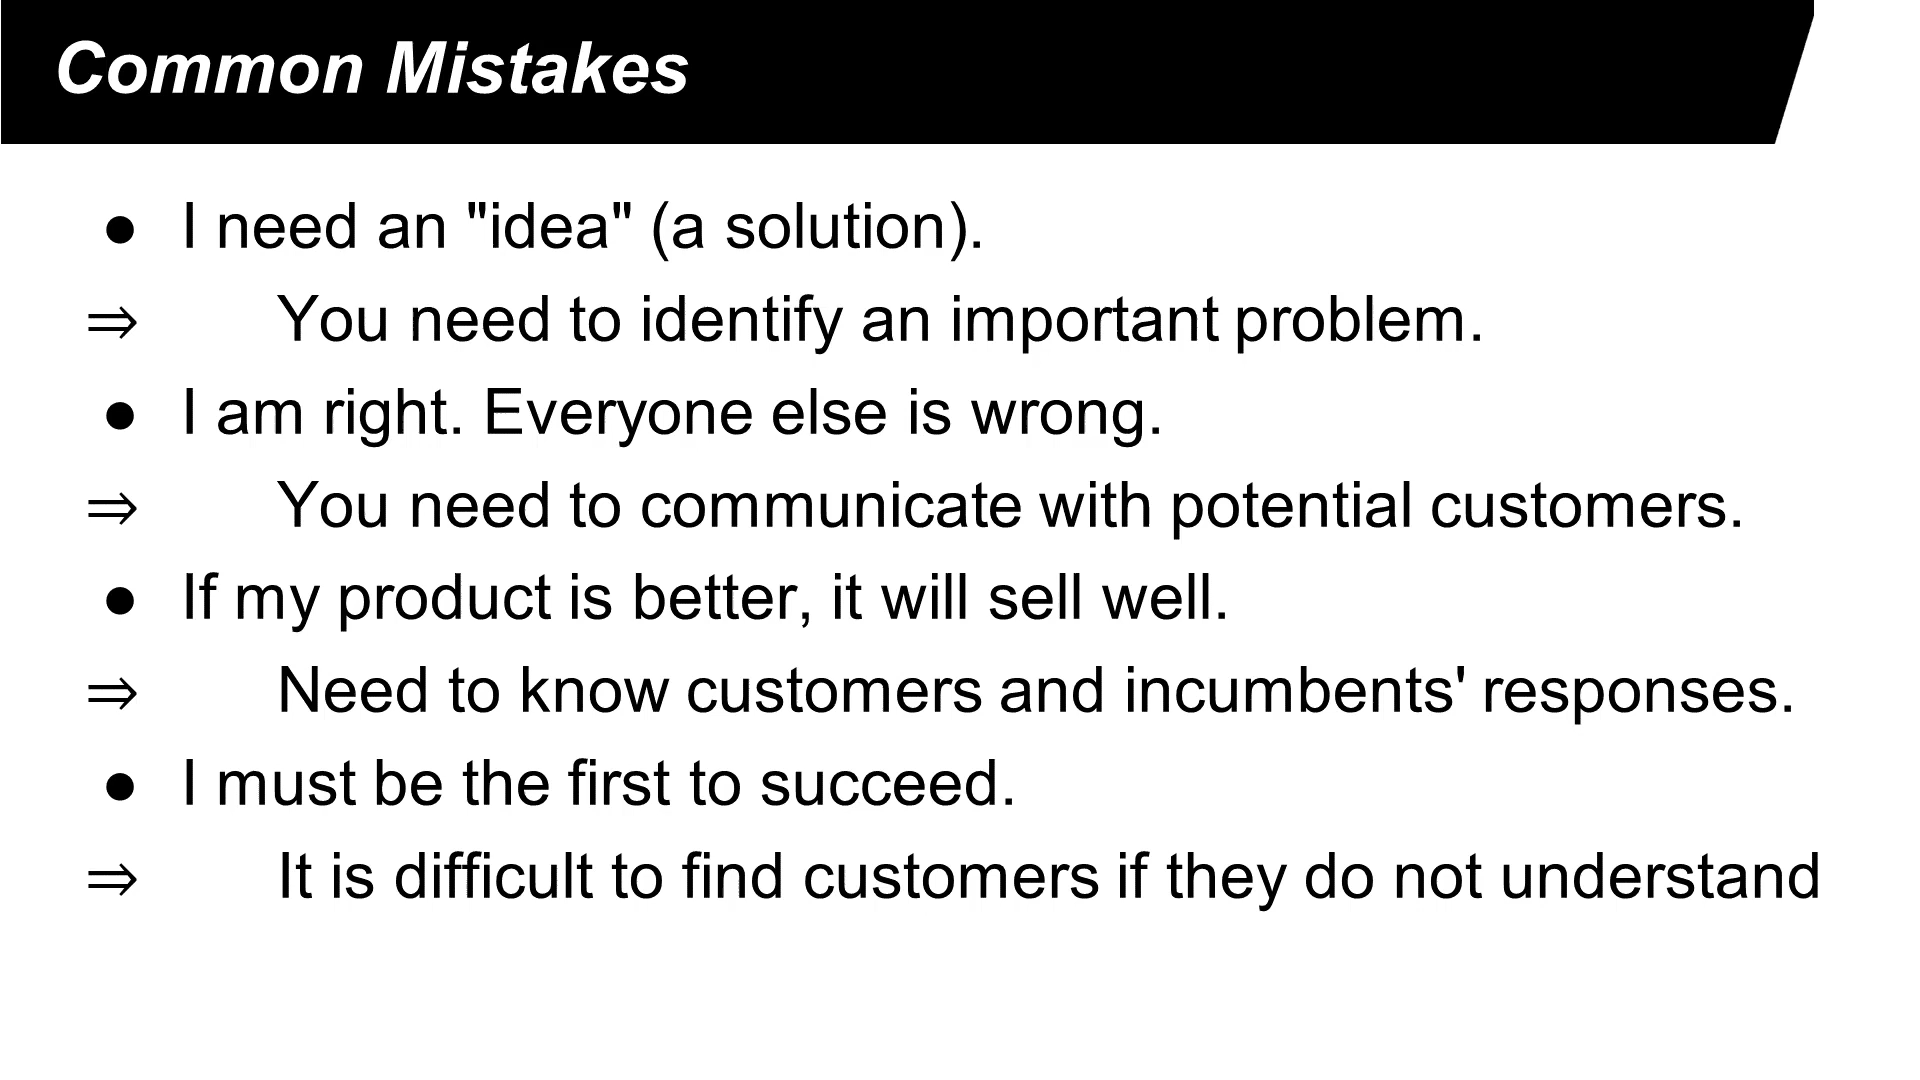 Common Mistakes
● I need an "idea" (a solution).
⇒ You need to identify an important problem.
● I am right. Everyone else is wrong.
⇒ You need to communicate with potential customers.
● If my product is better, it will sell well.
⇒ Need to know customers and incumbents' responses.
● I must be the first to succeed.
⇒ It is difficult to find customers if they do not understand